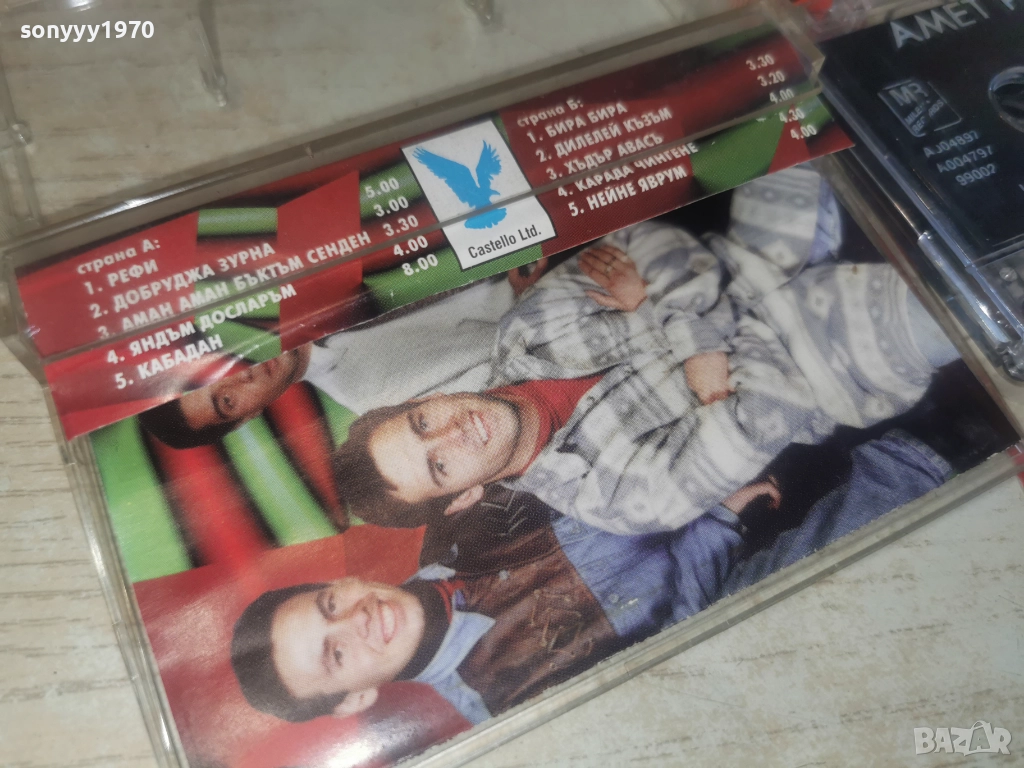 sonyyy1970
страна А:
1. РЕФИ 5.00
2. ДОБРУДЖА ЗУРНА 3.00
3. АМАН АМАН БЪКТЪМ СЕНДЕН 3.30
4. ЯНДЪМ ДОСЛАРЪМ 4.00
5. КАБАДАН 8.00
Castello Ltd.
страна Б:
1. БИРА БИРА 3.30
2. ДИЛЕЛЕЙ КЪЗЪМ 3.20
3. ХЪДЪР АВАСЪ 4.00
4. КАРАДА ЧИНГЕНЕ 4.30
5. НЕЙНЕ ЯВРУМ 4.00
АМЕТ
MR
A004797
99002
BAZAR